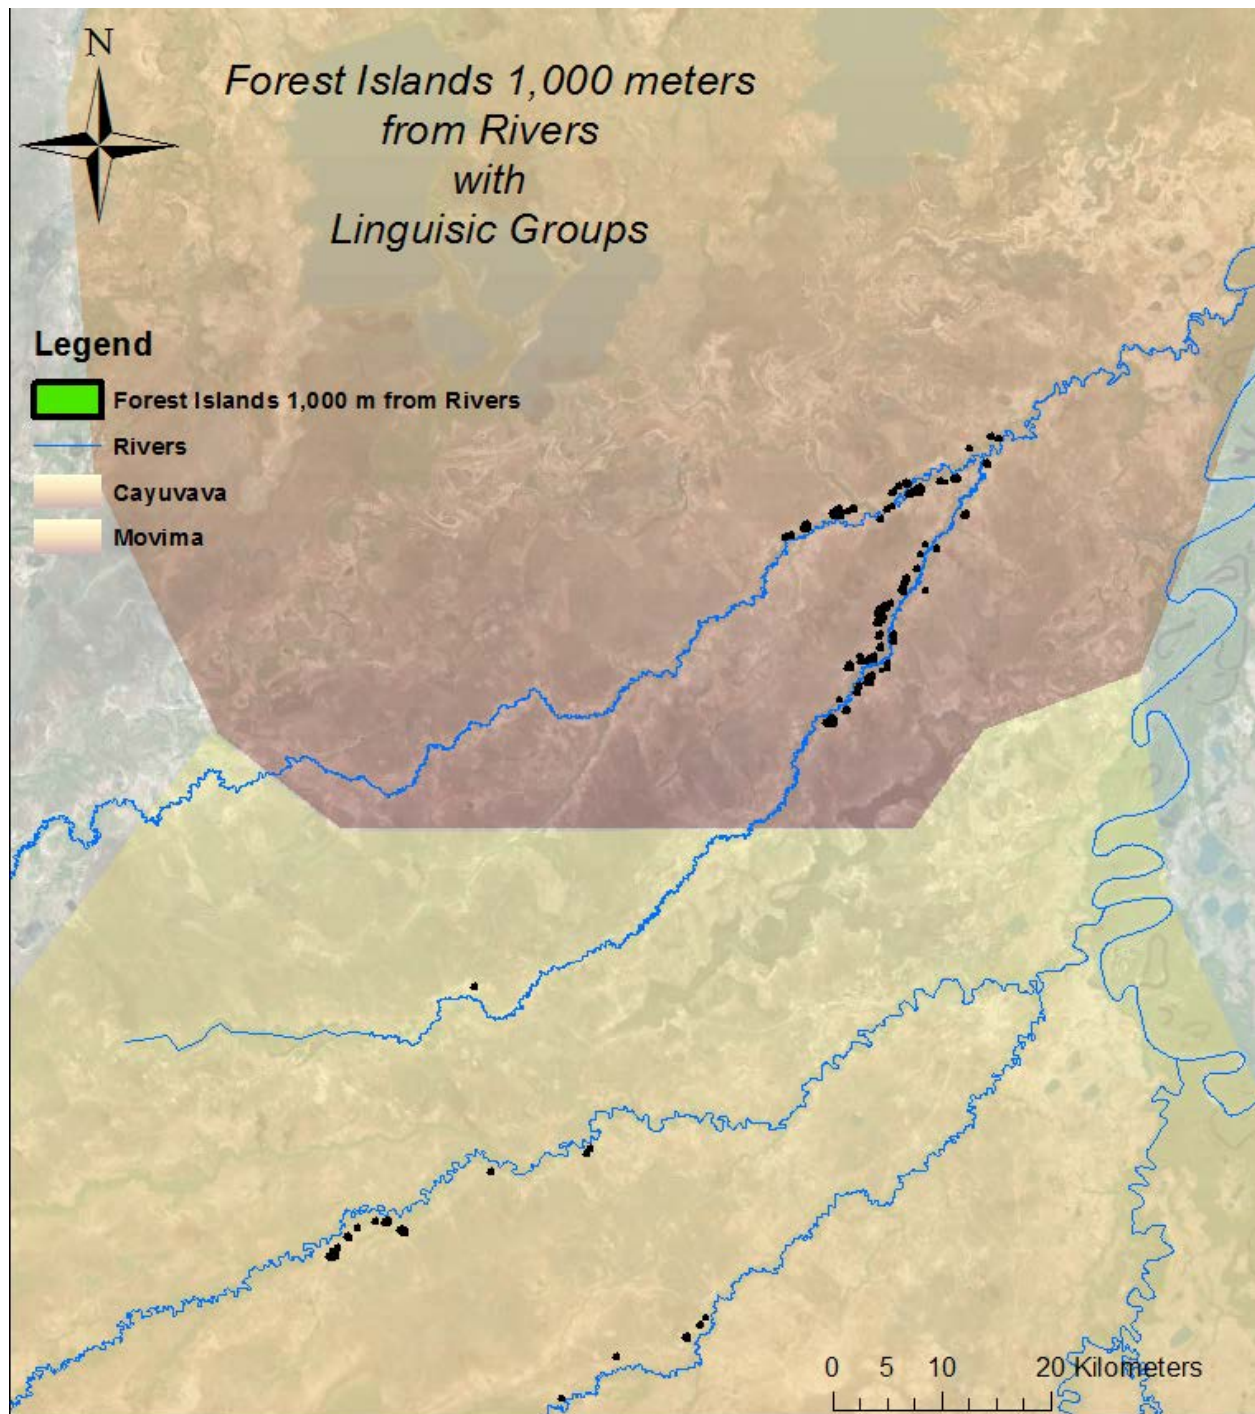 N
Forest Islands 1,000 meters
from Rivers
with
Linguisic Groups
Legend
Forest Islands 1,000 m from Rivers
Rivers
Cayuvava
Movima
0 5 10 20 Kilometers